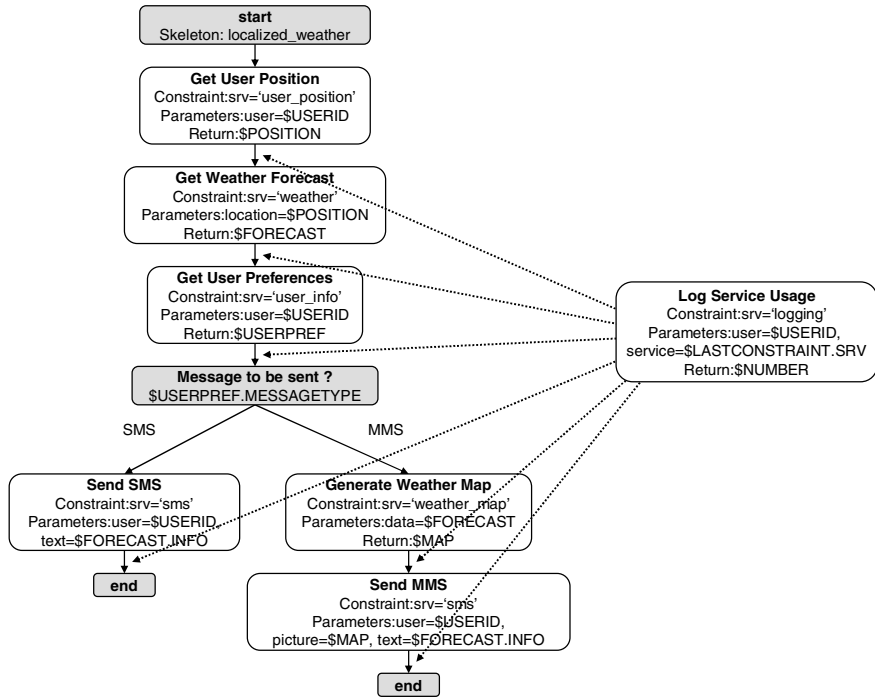 start
Skeleton: localized_weather
Get User Position
Constraint:srv=‘user_position’
Parameters:user=$USERID
Return:$POSITION
Get Weather Forecast
Constraint:srv=‘weather’
Parameters:location=$POSITION
Return:$FORECAST
Get User Preferences
Constraint:srv=‘user_info’
Parameters:user=$USERID
Return:$USERPREF
Log Service Usage
Constraint:srv=‘logging’
Parameters:user=$USERID,
service=$LASTCONSTRAINT.SRV
Return:$NUMBER
Message to be sent ?
$USERPREF.MESSAGETYPE
SMS
MMS
Send SMS
Constraint:srv=‘sms’
Parameters:user=$USERID,
text=$FORECAST.INFO
end
Generate Weather Map
Constraint:srv=‘weather_map’
Parameters:data=$FORECAST
Return:$MAP
Send MMS
Constraint:srv=‘sms’
Parameters:user=$USERID,
picture=$MAP, text=$FORECAST.INFO
end